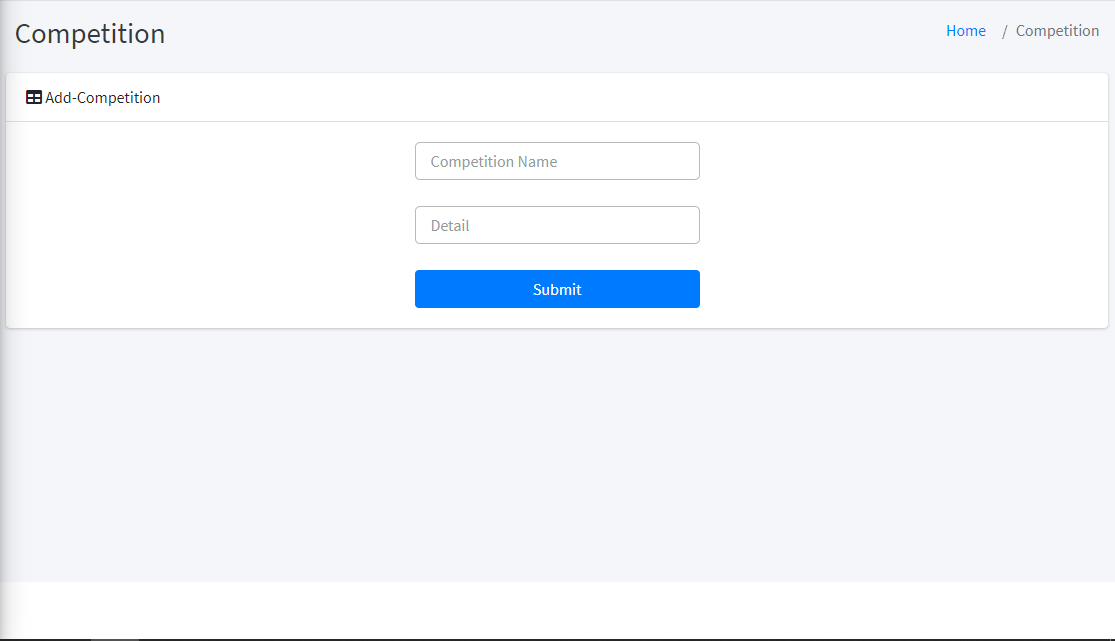 Competition
Home / Competition
Add-Competition
Competition Name
Detail
Submit